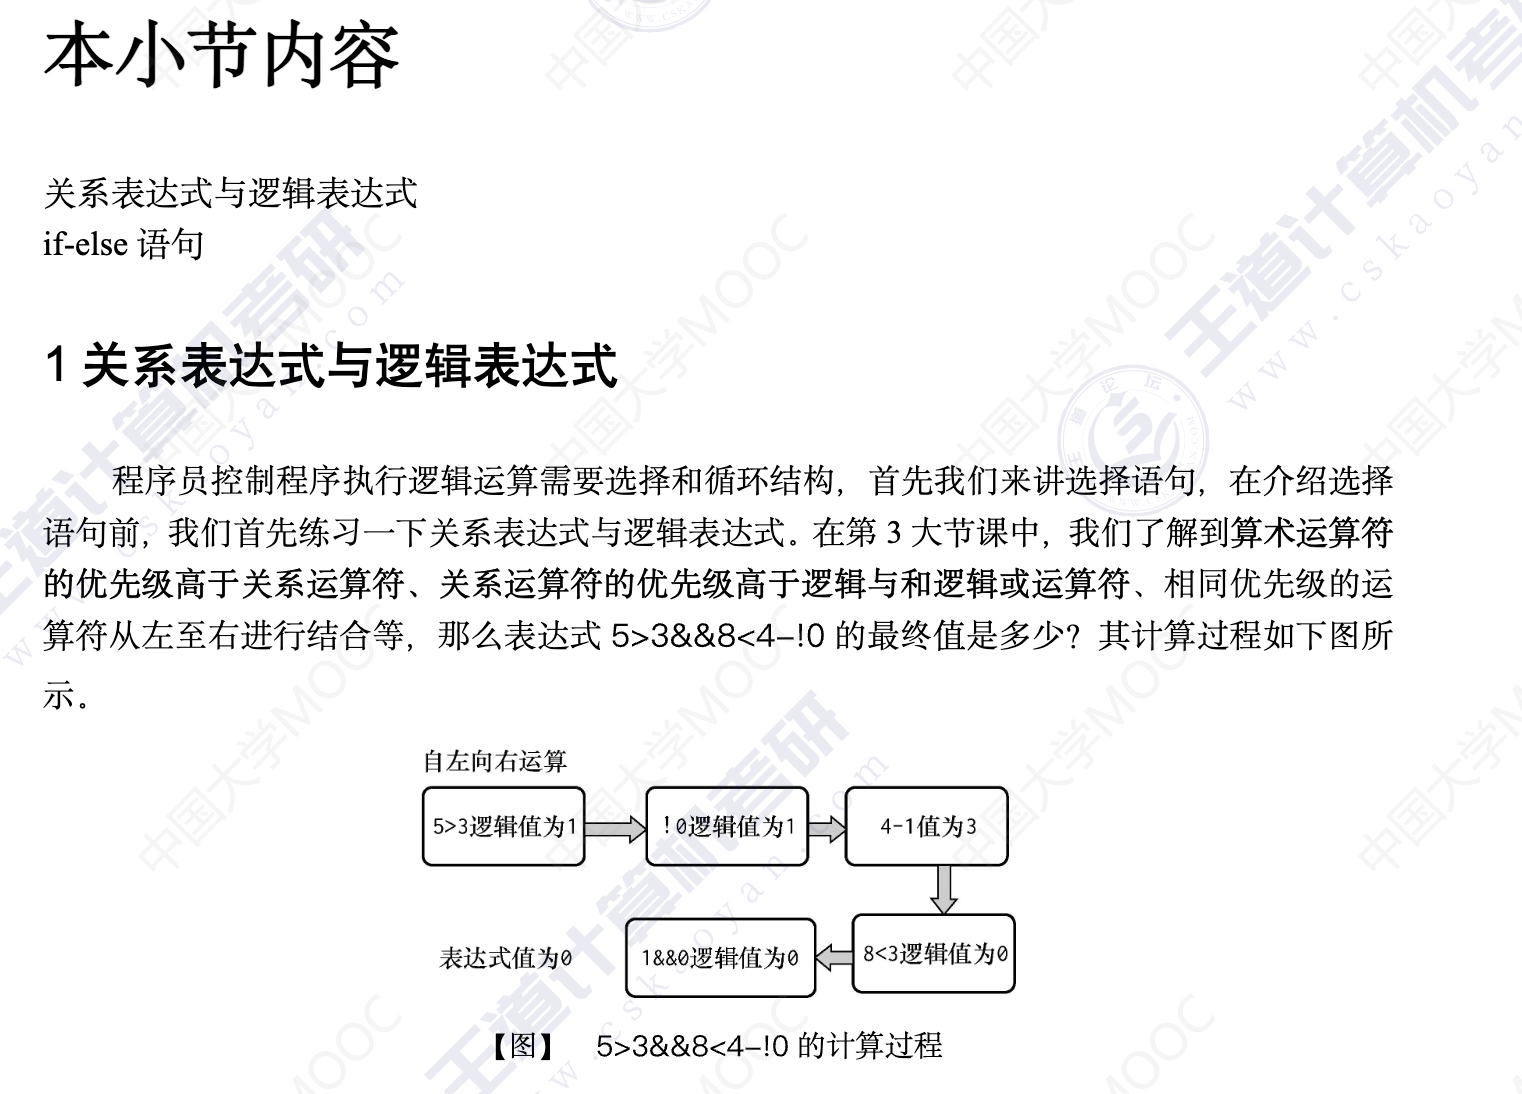 本小节内容
关系表达式与逻辑表达式
if-else 语句
1 关系表达式与逻辑表达式
程序员控制程序执行逻辑运算需要选择和循环结构，首先我们来讲选择语句，在介绍选择
语句前，我们首先练习一下关系表达式与逻辑表达式。在第 3 大节课中，我们了解到算术运算符
的优先级高于关系运算符、关系运算符的优先级高于逻辑与和逻辑或运算符、相同优先级的运
算符从左至右进行结合等，那么表达式 5>3&&8<4-!0 的最终值是多少？其计算过程如下图所
示。
自左向右运算
5>3逻辑值为1
!0逻辑值为1
4-1值为3
8<3逻辑值为0
1&&0逻辑值为0
表达式值为0
【图】 5>3&&8<4-!0 的计算过程
王道计算机考研
www.cskaoyan.com
中国大学MOOC